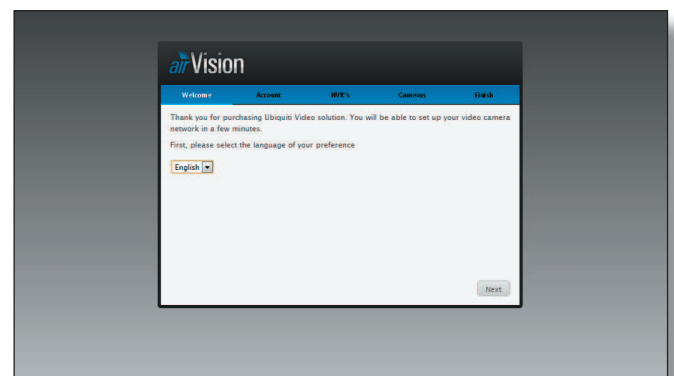 airVision
Welcome Account NVR's Cameras Finish
Thank you for purchasing Ubiquiti Video solution. You will be able to set up your video camera
network in a few minutes.
First, please select the language of your preference
English
Next